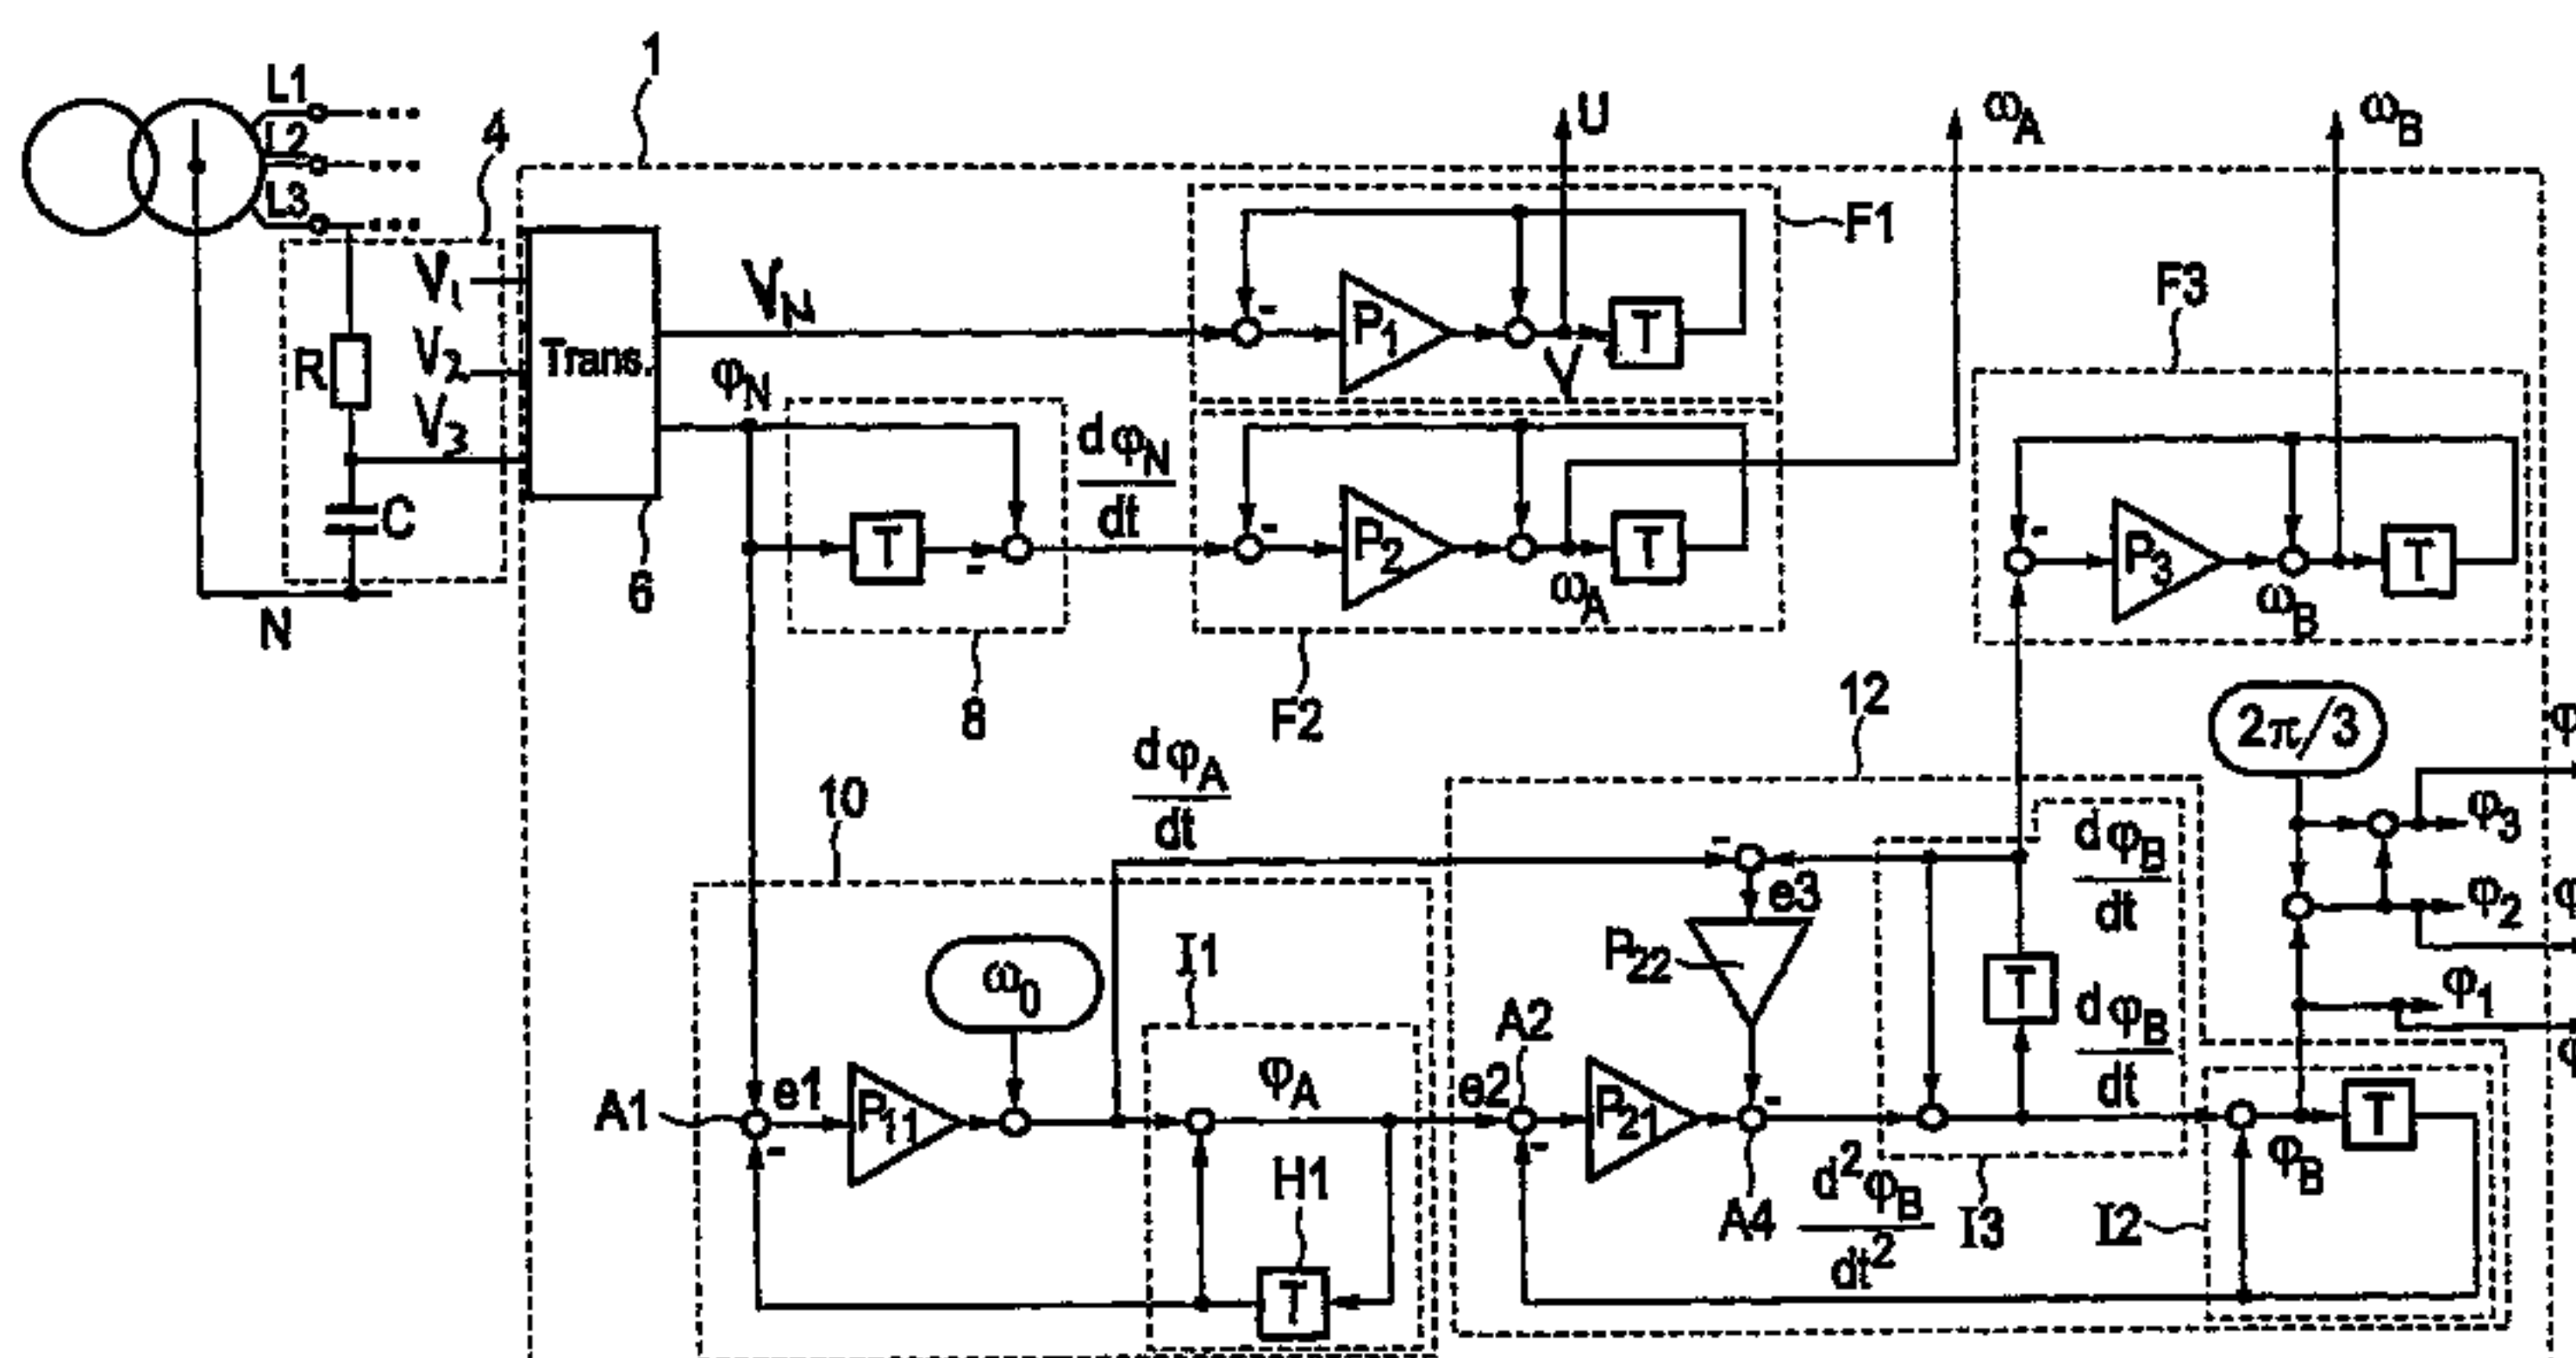 1
L1
L2
L3
4
U
ωA
ωB
F1
F3
V1
V2
V3
R
C
N
Trans.
6
VN
φN
P1
V
T
dφN
dt
T
8
P2
ωA
T
F2
P3
ωB
T
12
2π/3
φ3
φ2
φ1
10
dφA
dt
e3
P22
dφB
dt
T
dφB
dt
ω0
I1
A1
e1
P11
φA
H1
T
e2
A2
P21
A4
d²φB
dt²
I3
I2
φB
T